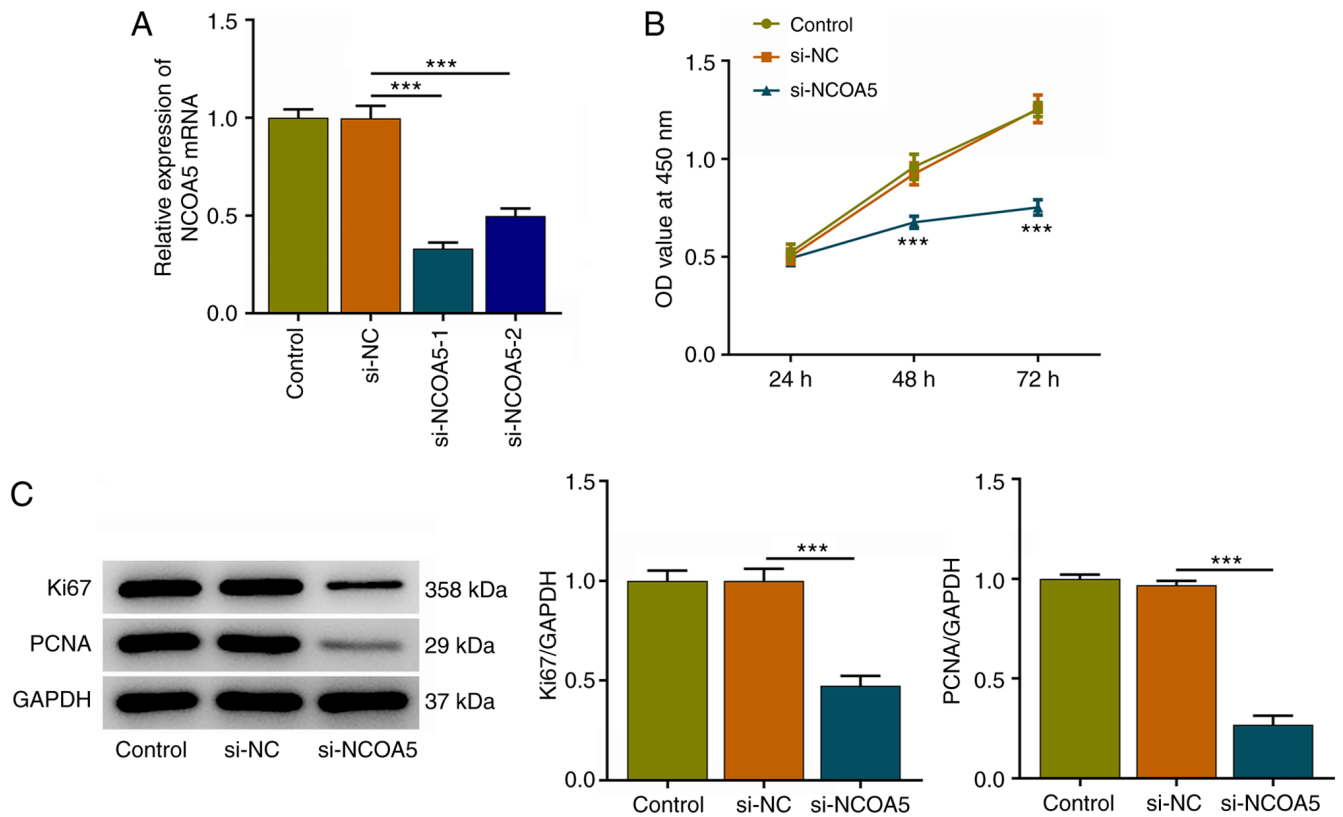 A
Relative expression of
NCOA5 mRNA
1.5
1.0
0.5
0.0
***
***
Control
si-NC
si-NCOA5-1
si-NCOA5-2
B
Control
si-NC
si-NCOA5
OD value at 450 nm
1.5
1.0
0.5
0.0
***
***
24 h
48 h
72 h
C
Ki67
358 kDa
PCNA
29 kDa
GAPDH
37 kDa
Control
si-NC
si-NCOA5
Ki67/GAPDH
1.5
1.0
0.5
0.0
***
Control
si-NC
si-NCOA5
PCNA/GAPDH
1.5
1.0
0.5
0.0
***
Control
si-NC
si-NCOA5